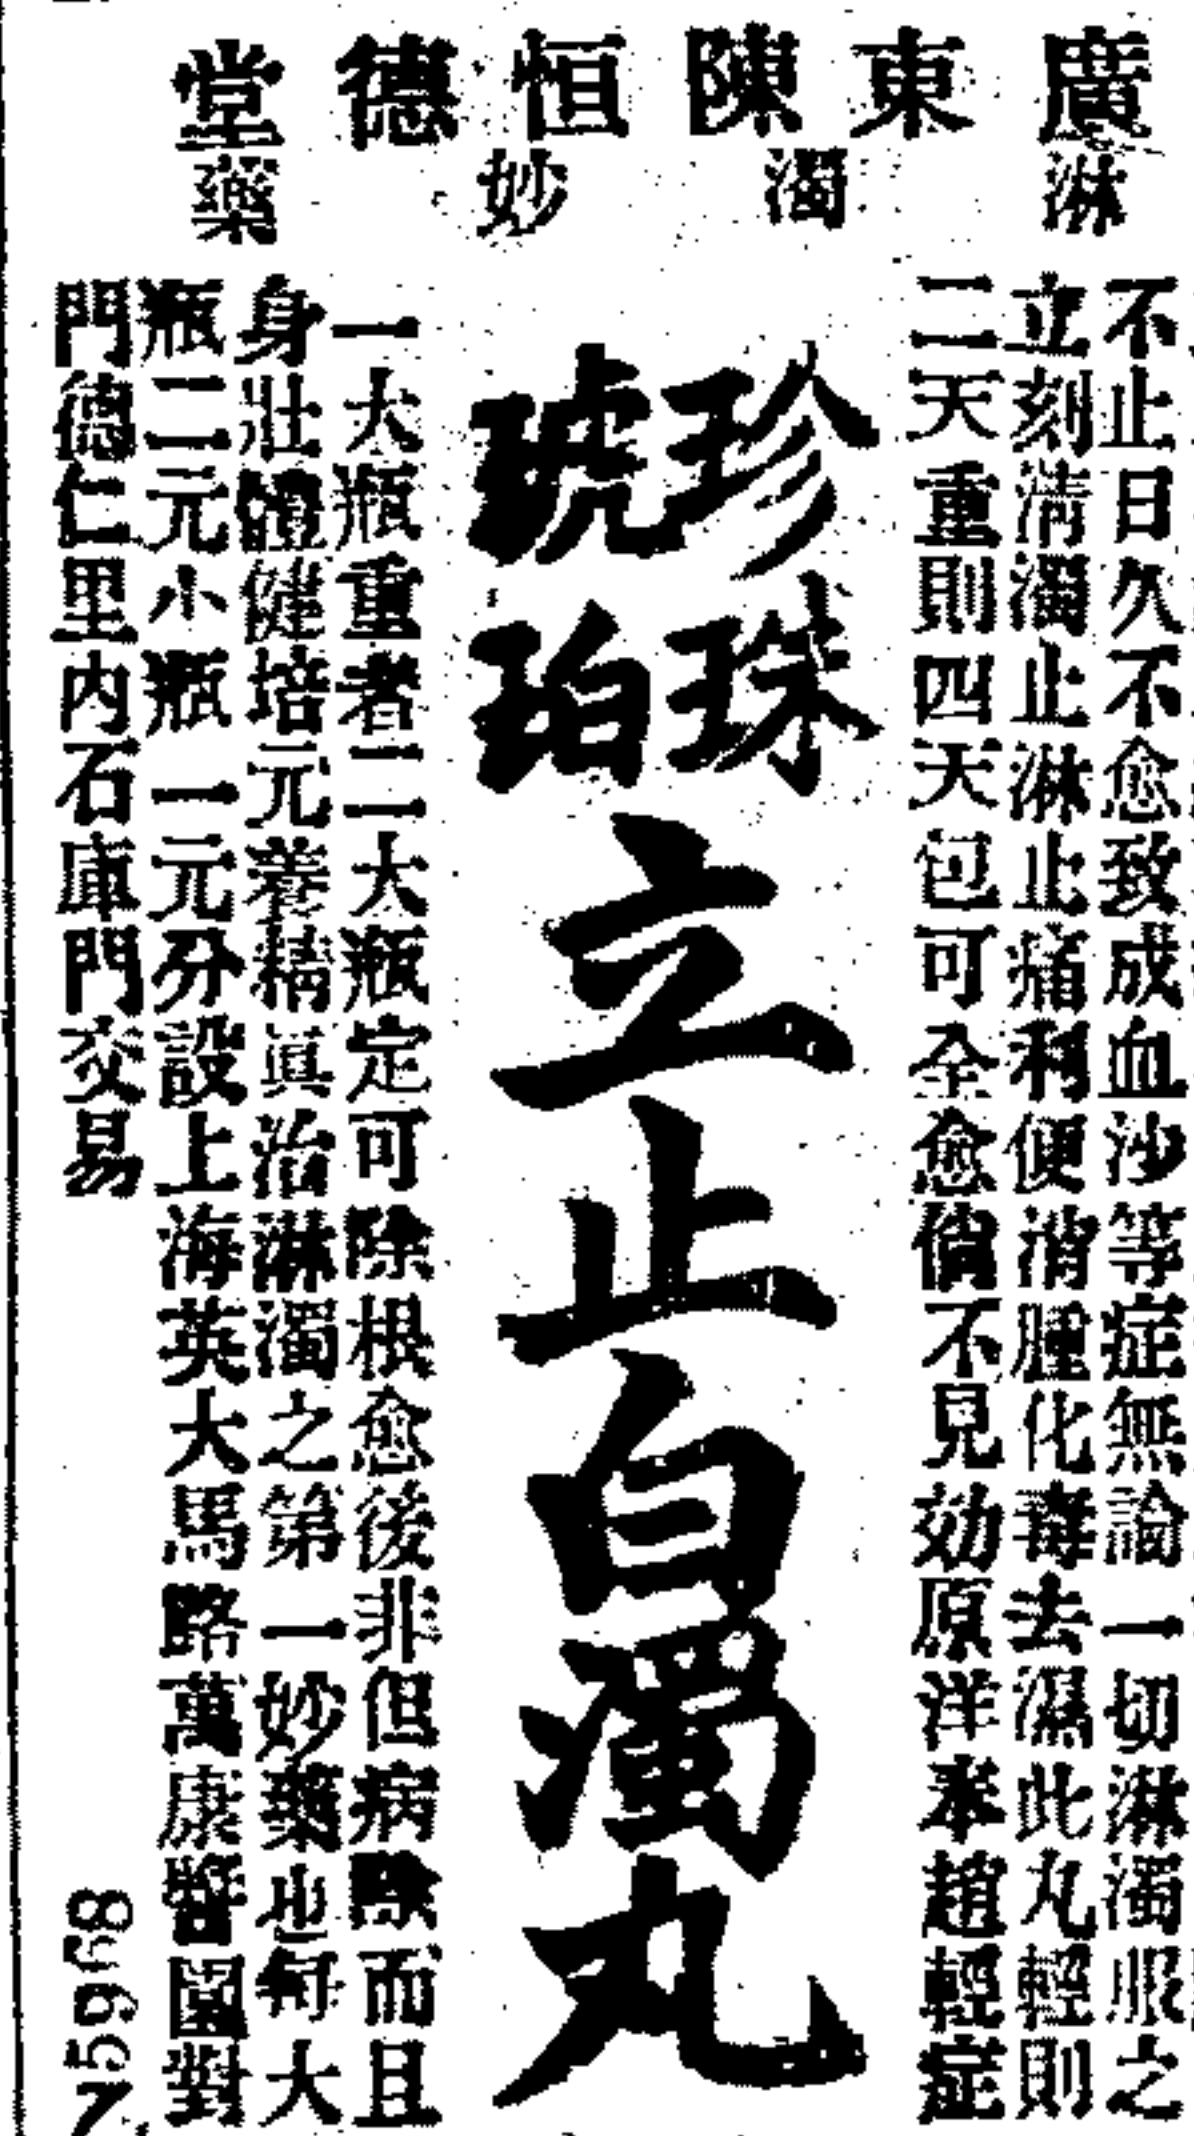 廣東陳恒德堂
淋濁妙藥
不止日久不愈致成血沙等症無論一切淋濁服之
立刻清濁止淋止痛利便消腫化毒去濕此丸輕則
二天重則四天包可全愈倘不見効原洋奉趙輕症
珍珠
琥珀
立止白濁丸
一大瓶重者二大瓶定可除根愈後非但病除而且
身壯體健培元養精眞治淋濁之第一妙藥也每大
瓶二元小瓶一元分設上海英大馬路萬康醬園對
門德仁里内石庫門交易